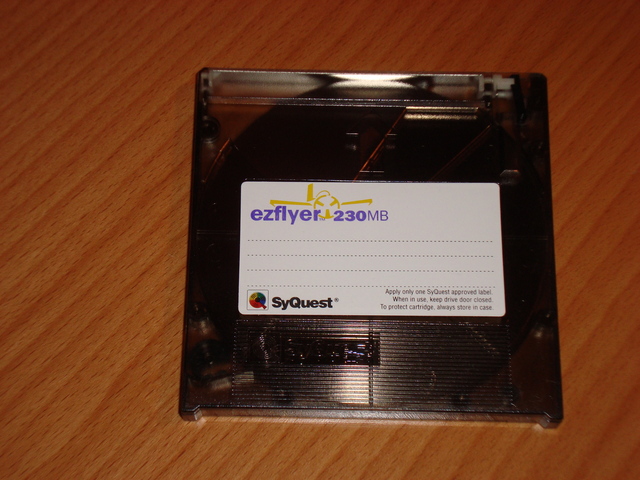 ezflyer™ 230MB
Apply only one SyQuest approved label.
When in use, keep drive door closed.
To protect cartridge, always store in case.
SyQuest®